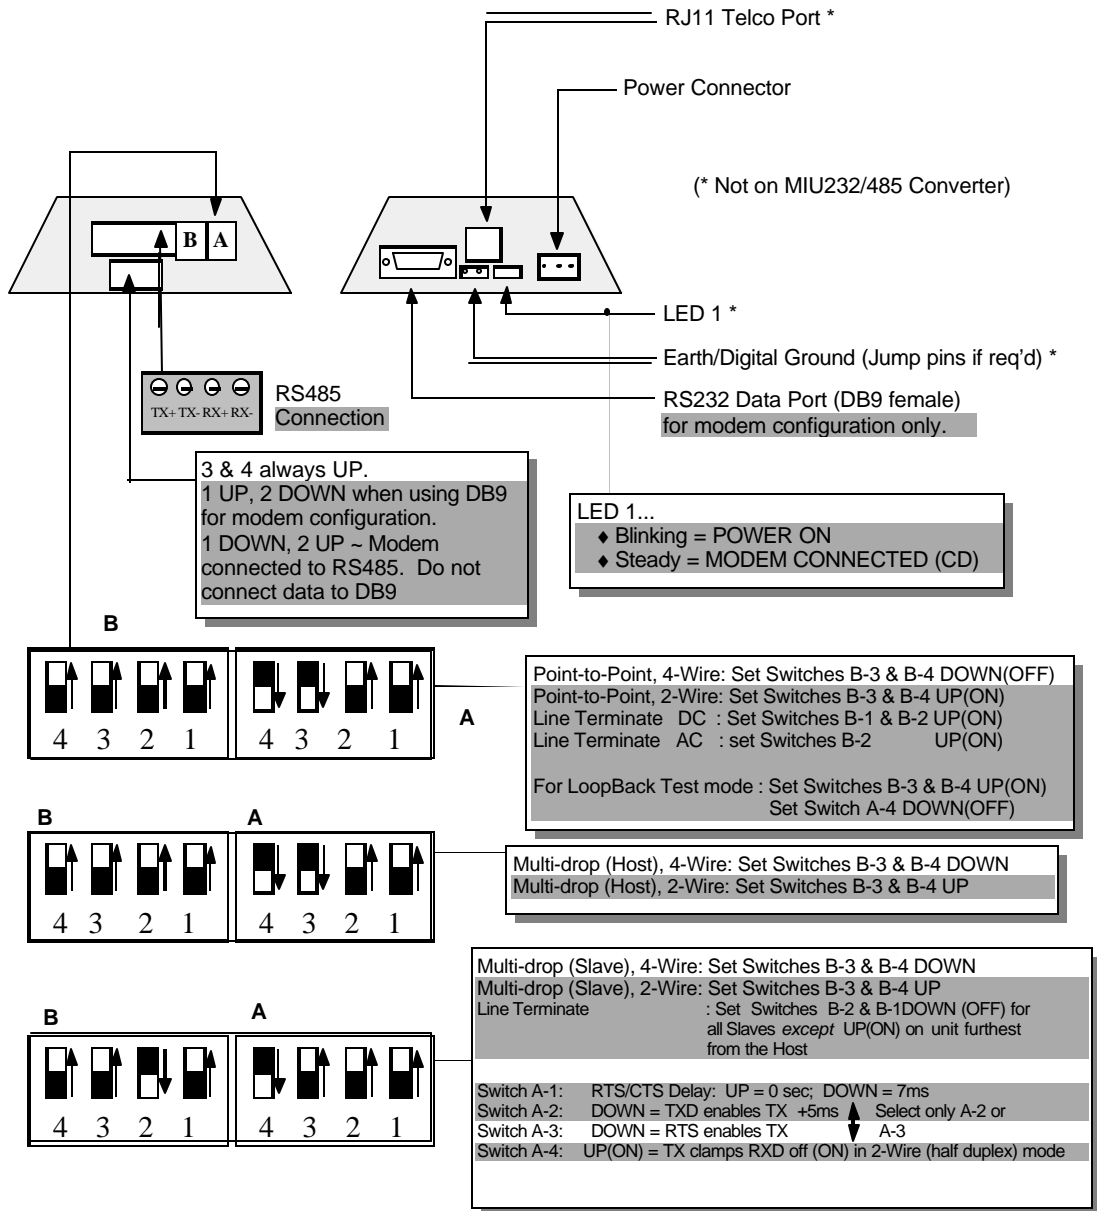 RJ11 Telco Port *
Power Connector
(* Not on MIU232/485 Converter)
B A
LED 1 *
Earth/Digital Ground (Jump pins if req'd) *
RS232 Data Port (DB9 female)
for modem configuration only.
TX+ TX- RX+ RX-
RS485
Connection
3 & 4 always UP.
1 UP, 2 DOWN when using DB9
for modem configuration.
1 DOWN, 2 UP ~ Modem
connected to RS485. Do not
connect data to DB9
LED 1...
♦ Blinking = POWER ON
♦ Steady = MODEM CONNECTED (CD)
B
4 3 2 1 4 3 2 1
A
Point-to-Point, 4-Wire: Set Switches B-3 & B-4 DOWN(OFF)
Point-to-Point, 2-Wire: Set Switches B-3 & B-4 UP(ON)
Line Terminate DC : Set Switches B-1 & B-2 UP(ON)
Line Terminate AC : set Switches B-2 UP(ON)
For LoopBack Test mode : Set Switches B-3 & B-4 UP(ON)
Set Switch A-4 DOWN(OFF)
B A
4 3 2 1 4 3 2 1
Multi-drop (Host), 4-Wire: Set Switches B-3 & B-4 DOWN
Multi-drop (Host), 2-Wire: Set Switches B-3 & B-4 UP
B A
4 3 2 1 4 3 2 1
Multi-drop (Slave), 4-Wire: Set Switches B-3 & B-4 DOWN
Multi-drop (Slave), 2-Wire: Set Switches B-3 & B-4 UP
Line Terminate : Set Switches B-2 & B-1DOWN (OFF) for
all Slaves except UP(ON) on unit furthest
from the Host
Switch A-1: RTS/CTS Delay: UP = 0 sec; DOWN = 7ms
Switch A-2: DOWN = TXD enables TX +5ms Select only A-2 or
Switch A-3: DOWN = RTS enables TX A-3
Switch A-4: UP(ON) = TX clamps RXD off (ON) in 2-Wire (half duplex) mode